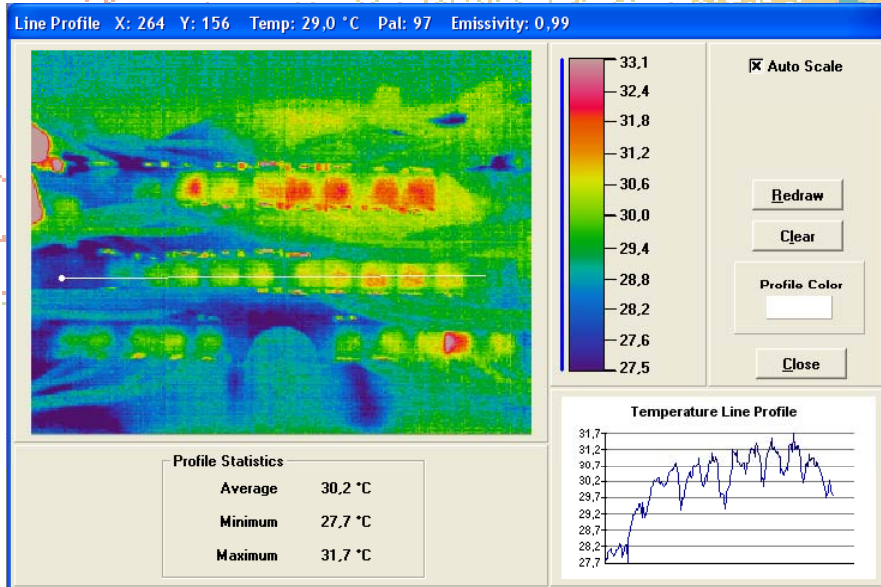 Line Profile X: 264 Y: 156 Temp: 29,0 °C Pal: 97 Emissivity: 0,99
33,1
32,4
31,8
31,2
30,6
30,0
29,4
28,8
28,2
27,6
27,5
Auto Scale
Redraw
Clear
Profile Color
Close
Profile Statistics
Average 30,2 °C
Minimum 27,7 °C
Maximum 31,7 °C
Temperature Line Profile
31,7
31,2
30,7
30,2
29,7
29,2
28,7
28,2
27,7